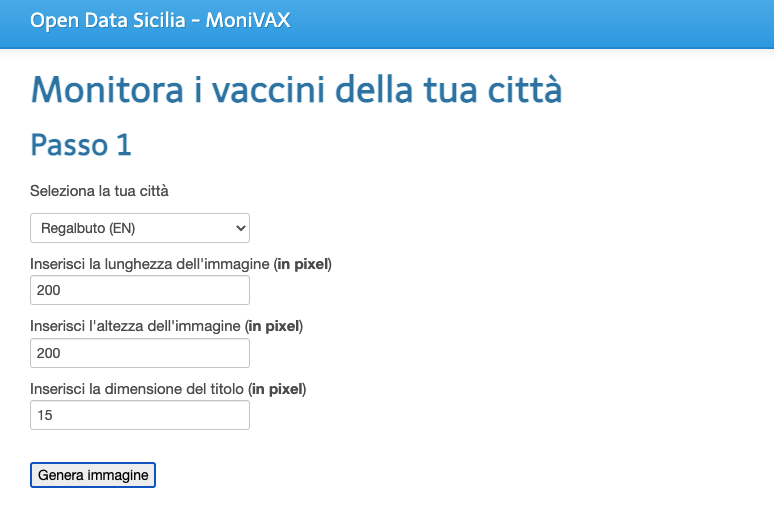 Open Data Sicilia - MoniVAX
Monitora i vaccini della tua città
Passo 1
Seleziona la tua città
Regalbuto (EN)
Inserisci la lunghezza dell'immagine (in pixel)
200
Inserisci l'altezza dell'immagine (in pixel)
200
Inserisci la dimensione del titolo (in pixel)
15
Genera immagine